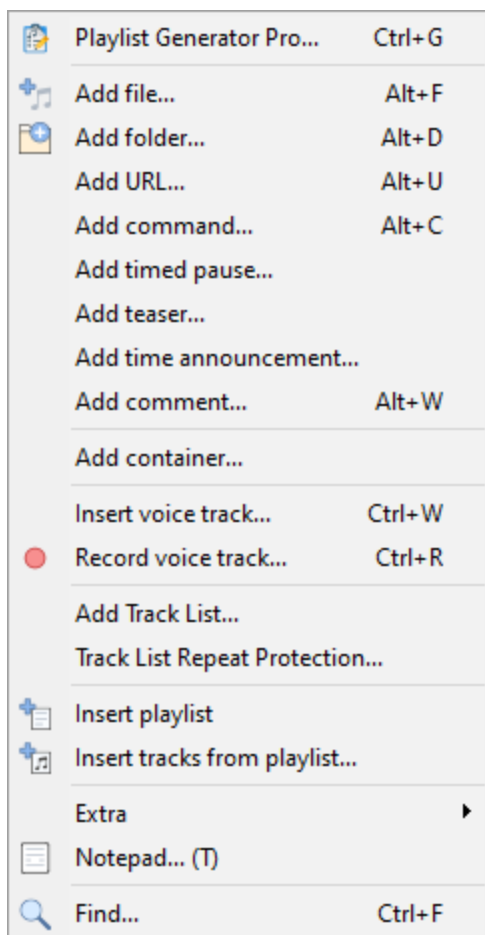 Playlist Generator Pro... Ctrl+G
Add file... Alt+F
Add folder... Alt+D
Add URL... Alt+U
Add command... Alt+C
Add timed pause...
Add teaser...
Add time announcement...
Add comment... Alt+W
Add container...
Insert voice track... Ctrl+W
Record voice track... Ctrl+R
Add Track List...
Track List Repeat Protection...
Insert playlist
Insert tracks from playlist...
Extra
Notepad... (T)
Find... Ctrl+F